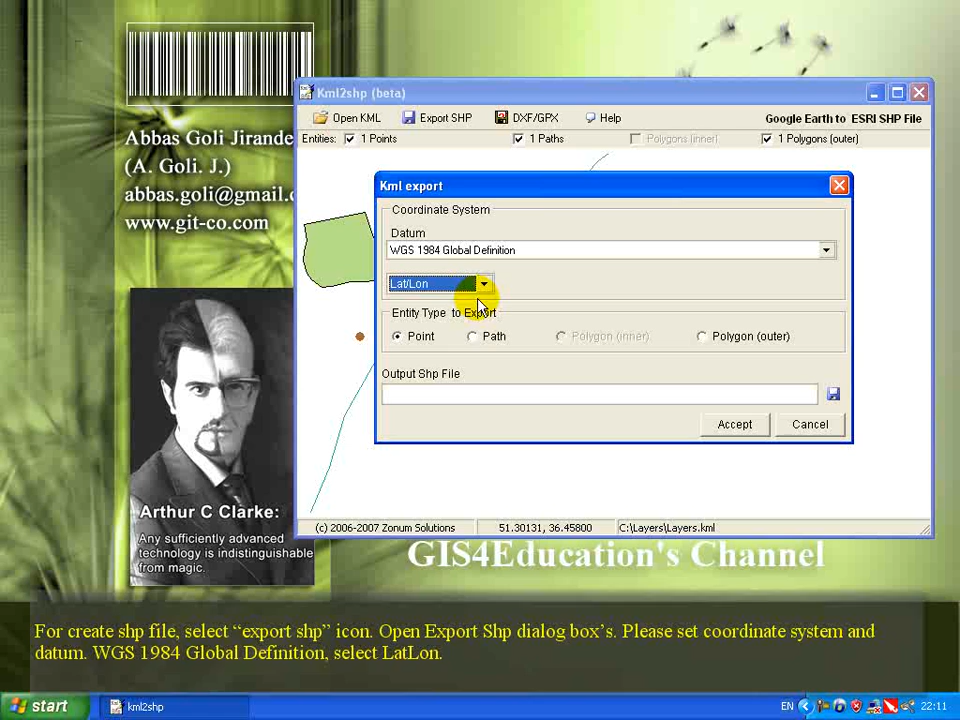 Abbas Goli Jirande
(A. Goli. J.)
abbas.goli@gmail.c
www.git-co.com
Kml2shp (beta)
Open KML Export SHP DXF/GPX Help Google Earth to ESRI SHP File
Entities: 1 Points 1 Paths Polygons (inner) 1 Polygons (outer)
Kml export
Coordinate System
Datum
WGS 1984 Global Definition
Lat/Lon
Entity Type to Export
Point Path Polygon (inner) Polygon (outer)
Output Shp File
Accept Cancel
(c) 2006-2007 Zonum Solutions 51.30131, 36.45800 C:\Layers\Layers.kml
Arthur C Clarke:
Any sufficiently advanced
technology is indistinguishable
from magic.
GIS4Education's Channel
For create shp file, select “export shp” icon. Open Export Shp dialog box’s. Please set coordinate system and
datum. WGS 1984 Global Definition, select LatLon.
start kml2shp EN 22:11